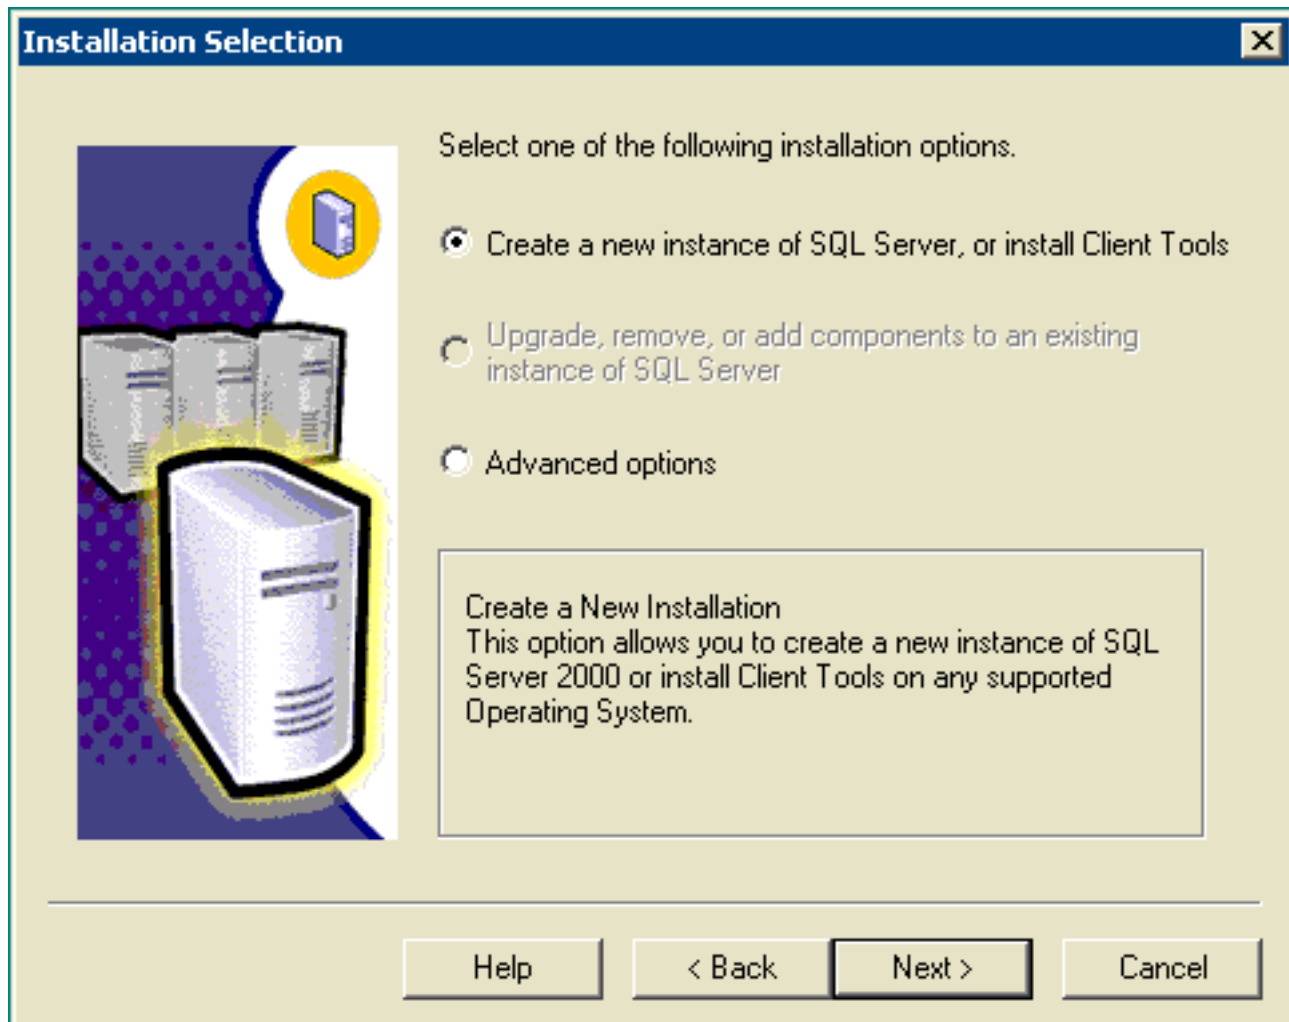 Installation Selection
Select one of the following installation options.
Create a new instance of SQL Server, or install Client Tools
Upgrade, remove, or add components to an existing
instance of SQL Server
Advanced options
Create a New Installation
This option allows you to create a new instance of SQL
Server 2000 or install Client Tools on any supported
Operating System.
Help
< Back
Next >
Cancel